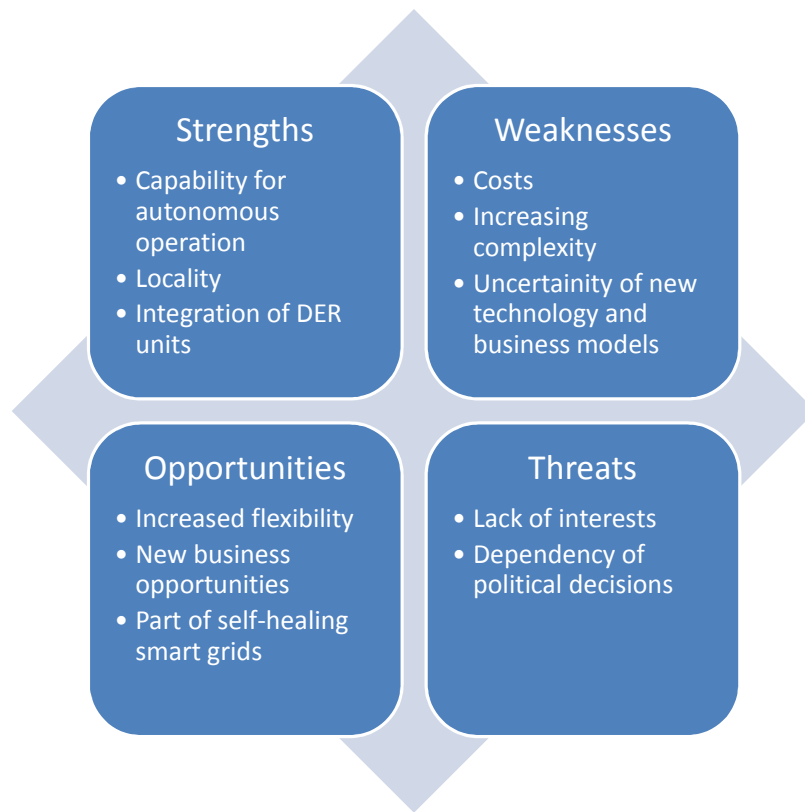 Strengths
• Capability for
autonomous
operation
• Locality
• Integration of DER
units
Weaknesses
• Costs
• Increasing
complexity
• Uncertainity of new
technology and
business models
Opportunities
• Increased flexibility
• New business
opportunities
• Part of self-healing
smart grids
Threats
• Lack of interests
• Dependency of
political decisions